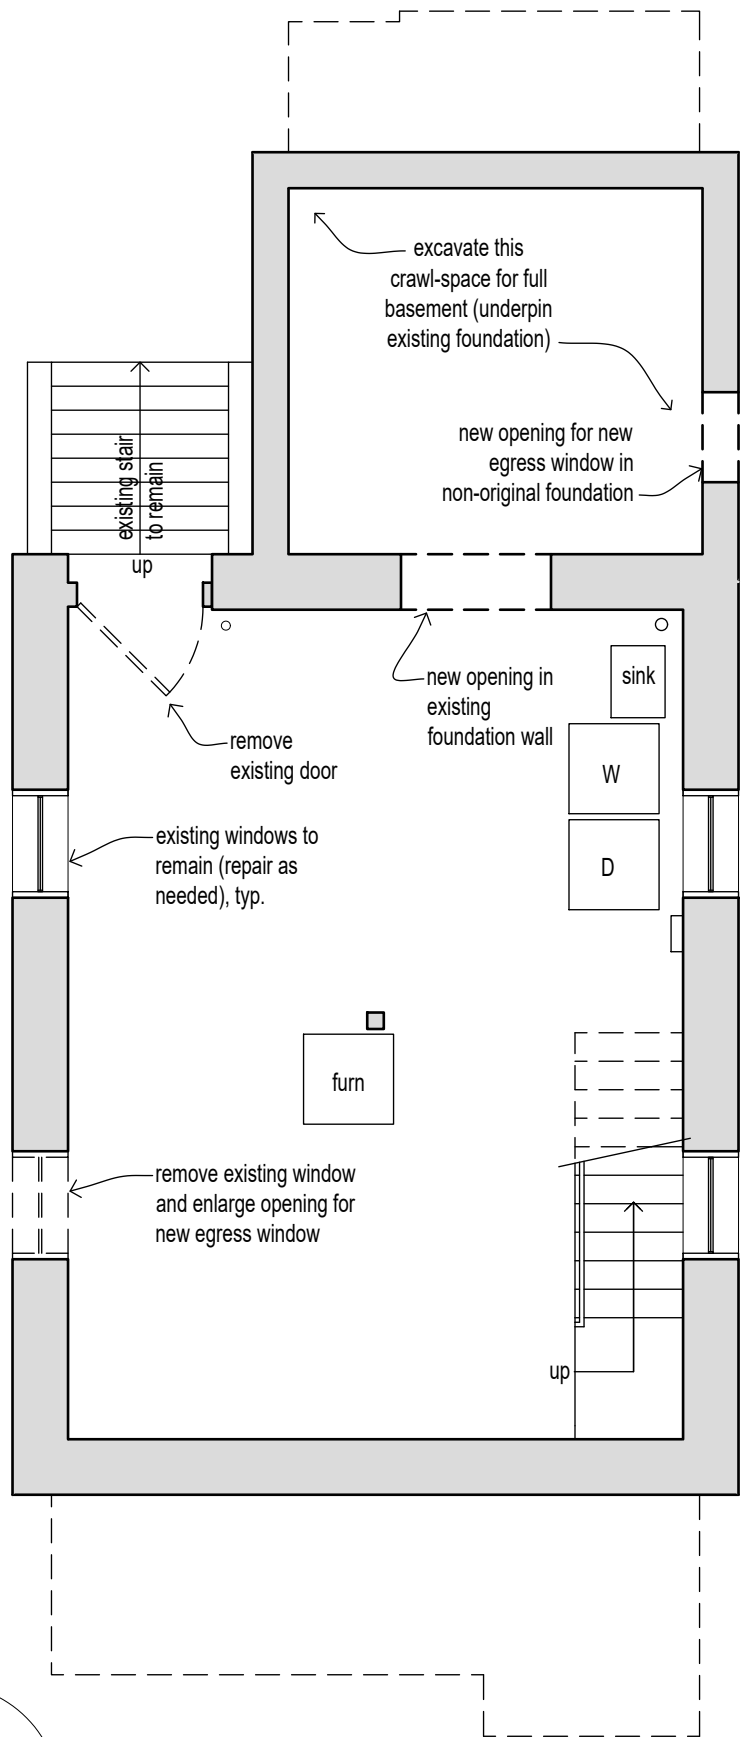 excavate this
crawl-space for full
basement (underpin
existing foundation)
new opening for new
egress window in
non-original foundation
existing stair
to remain
up
new opening in
existing
foundation wall
sink
remove
existing door
W
existing windows to
remain (repair as
needed), typ.
D
furn
remove existing window
and enlarge opening for
new egress window
up